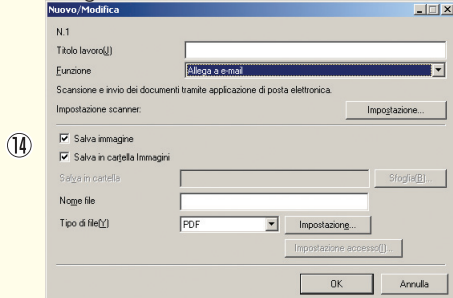 Nuovo/Modifica
N.1
Titolo lavoro(J)
Funzione Allega a e-mail
Scansione e invio dei documenti tramite applicazione di posta elettronica.
Impostazione scanner: Impostazione...
14
Salva immagine
Salva in cartella Immagini
Salva in cartella Sfoglia(B)...
Nome file
Tipo di file(Y) PDF Impostazione...
Impostazione accesso(I)...
OK Annulla